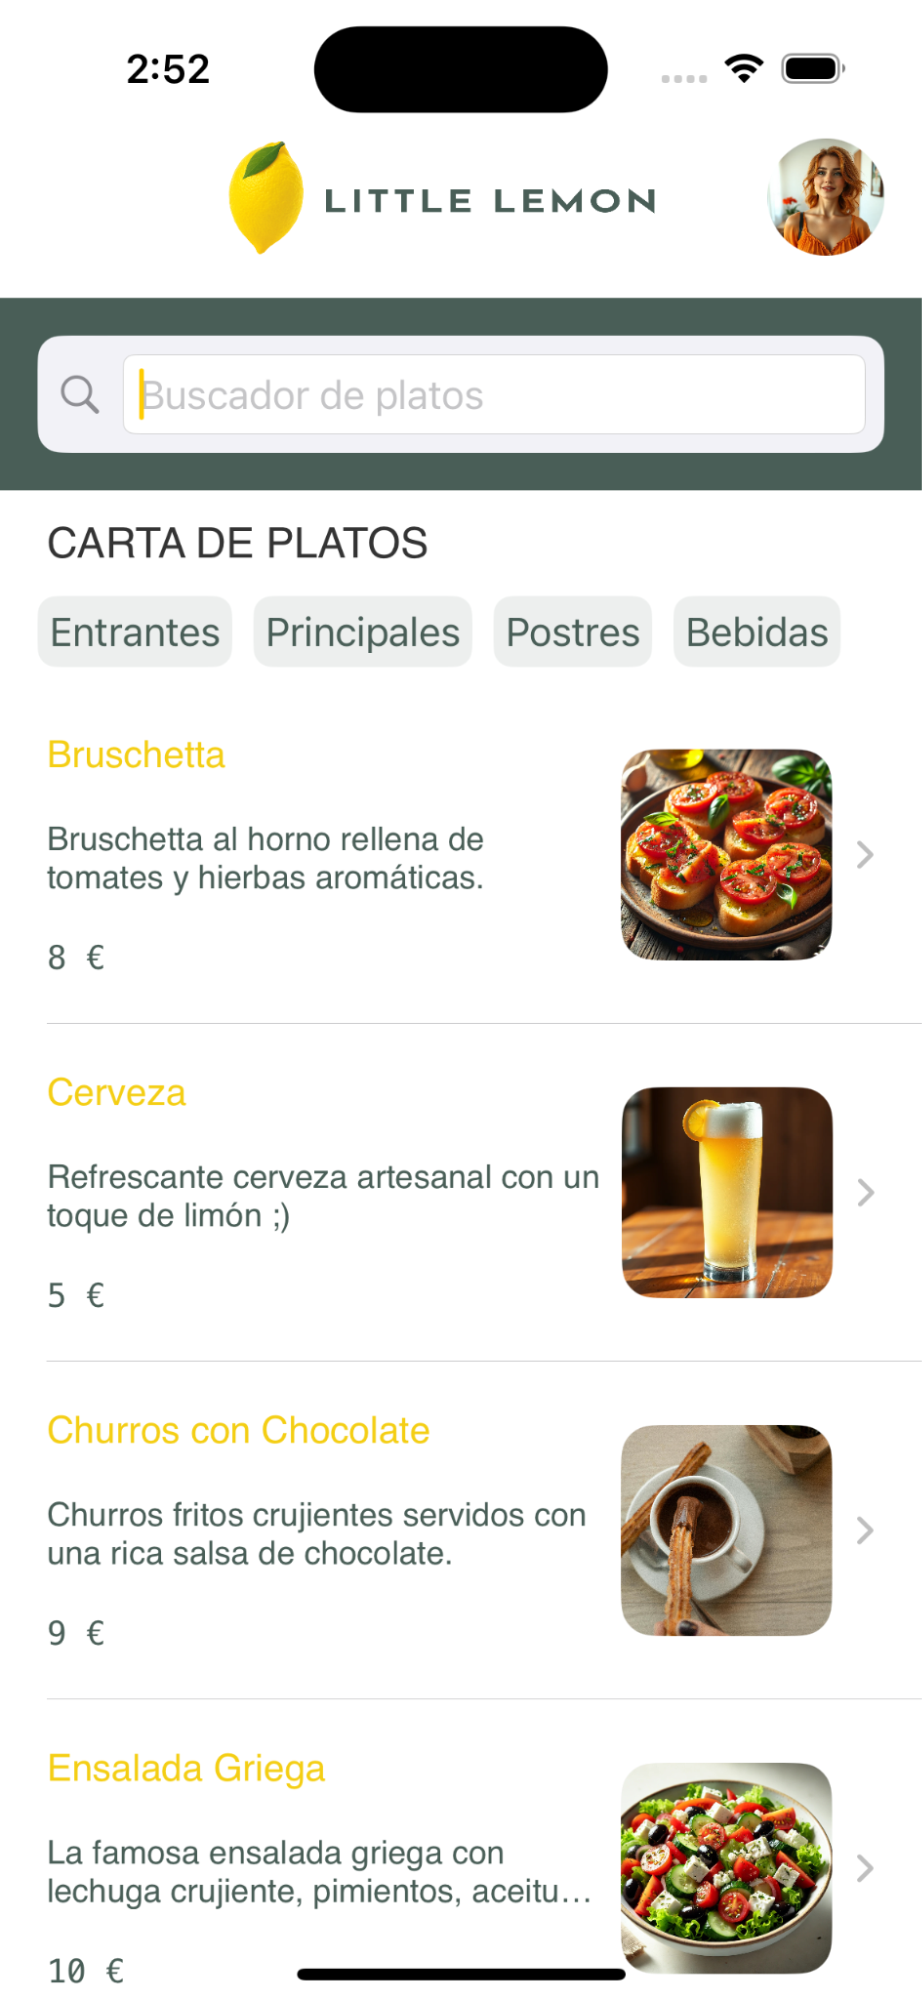 2:52
LITTLE LEMON
Buscador de platos
CARTA DE PLATOS
Entrantes
Principales
Postres
Bebidas
Bruschetta
Bruschetta al horno rellena de
tomates y hierbas aromáticas.
8 €
Cerveza
Refrescante cerveza artesanal con un
toque de limón ;)
5 €
Churros con Chocolate
Churros fritos crujientes servidos con
una rica salsa de chocolate.
9 €
Ensalada Griega
La famosa ensalada griega con
lechuga crujiente, pimientos, aceitu...
10 €